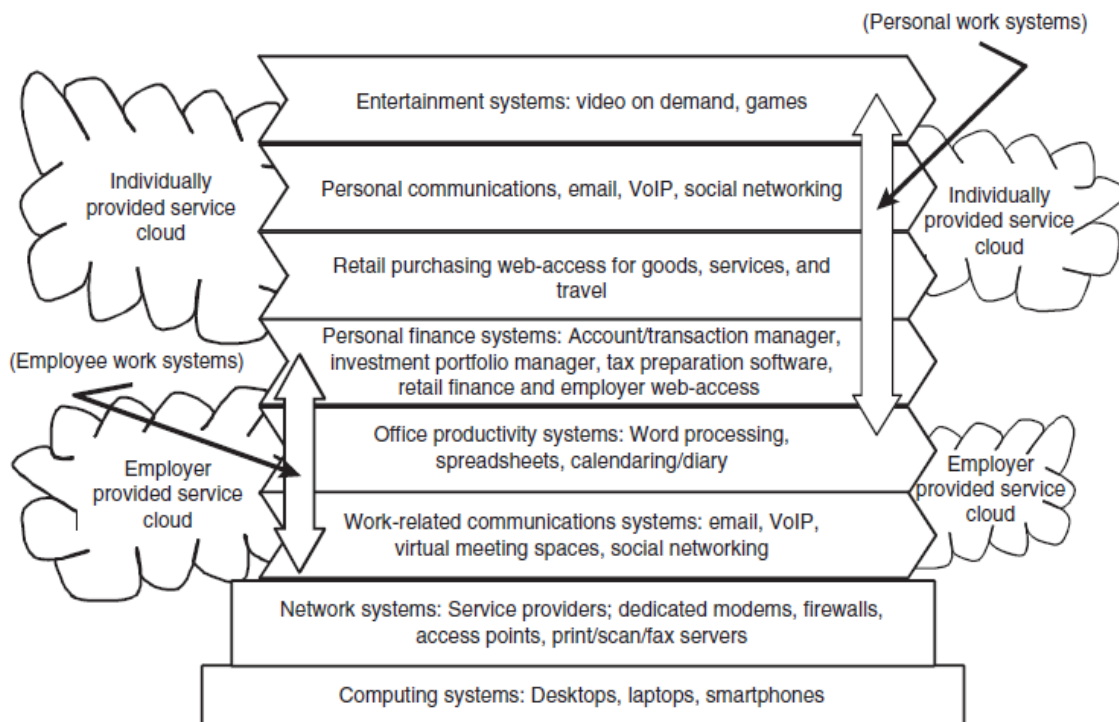 (Personal work systems)
Entertainment systems: video on demand, games
Individually
provided service
cloud
Personal communications, email, VoIP, social networking
Individually
provided service
cloud
Retail purchasing web-access for goods, services, and
travel
(Employee work systems)
Personal finance systems: Account/transaction manager,
investment portfolio manager, tax preparation software,
retail finance and employer web-access
Office productivity systems: Word processing,
spreadsheets, calendaring/diary
Employer
provided service
cloud
Employer
provided service
cloud
Work-related communications systems: email, VoIP,
virtual meeting spaces, social networking
Network systems: Service providers; dedicated modems, firewalls,
access points, print/scan/fax servers
Computing systems: Desktops, laptops, smartphones